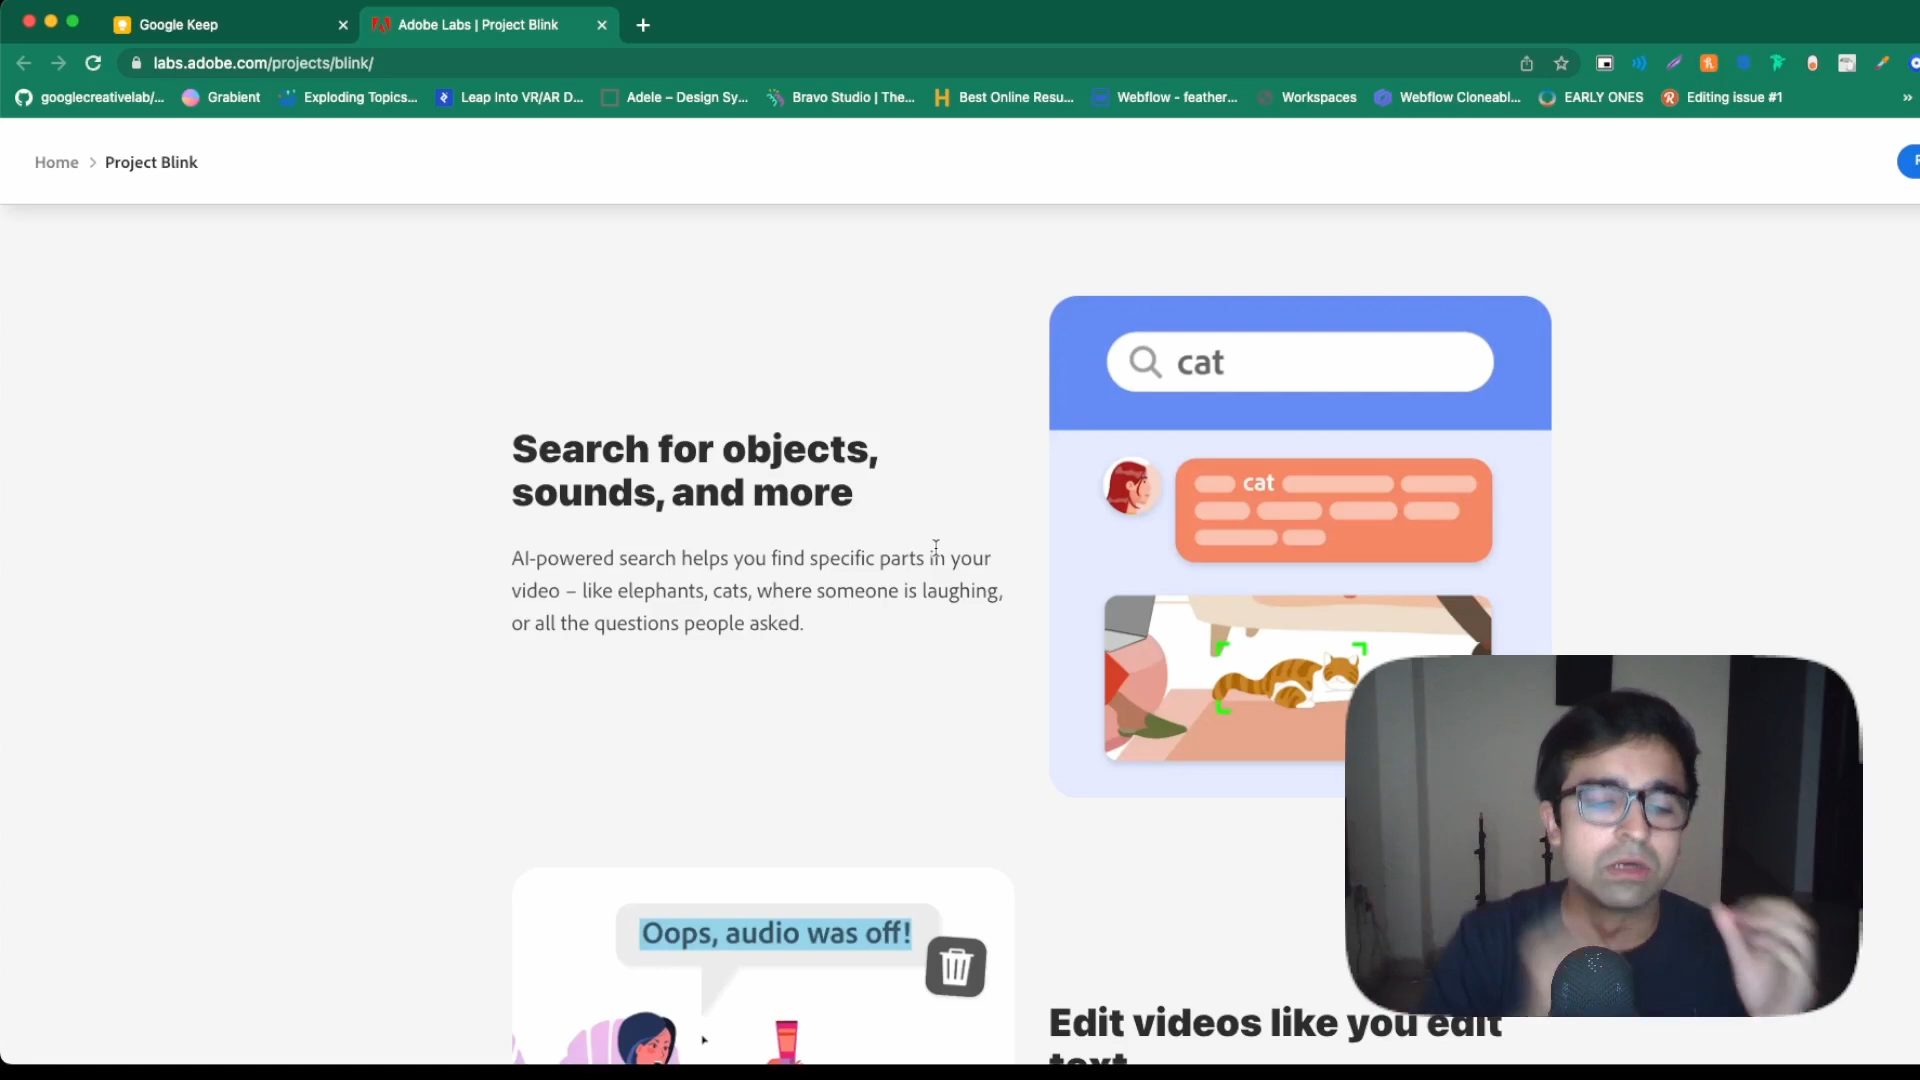 Google Keep
Adobe Labs | Project Blink
labs.adobe.com/projects/blink/
googlecreativelab/...
Grabient
Exploding Topics...
Leap Into VR/AR D...
Adele – Design Sy...
Bravo Studio | The...
Best Online Resu...
Webflow - feather...
Workspaces
Webflow Cloneabl...
EARLY ONES
Editing issue #1
Home
Project Blink
cat
Search for objects,
sounds, and more
cat
AI-powered search helps you find specific parts in your
video – like elephants, cats, where someone is laughing,
or all the questions people asked.
Oops, audio was off!
Edit videos like you edit
text